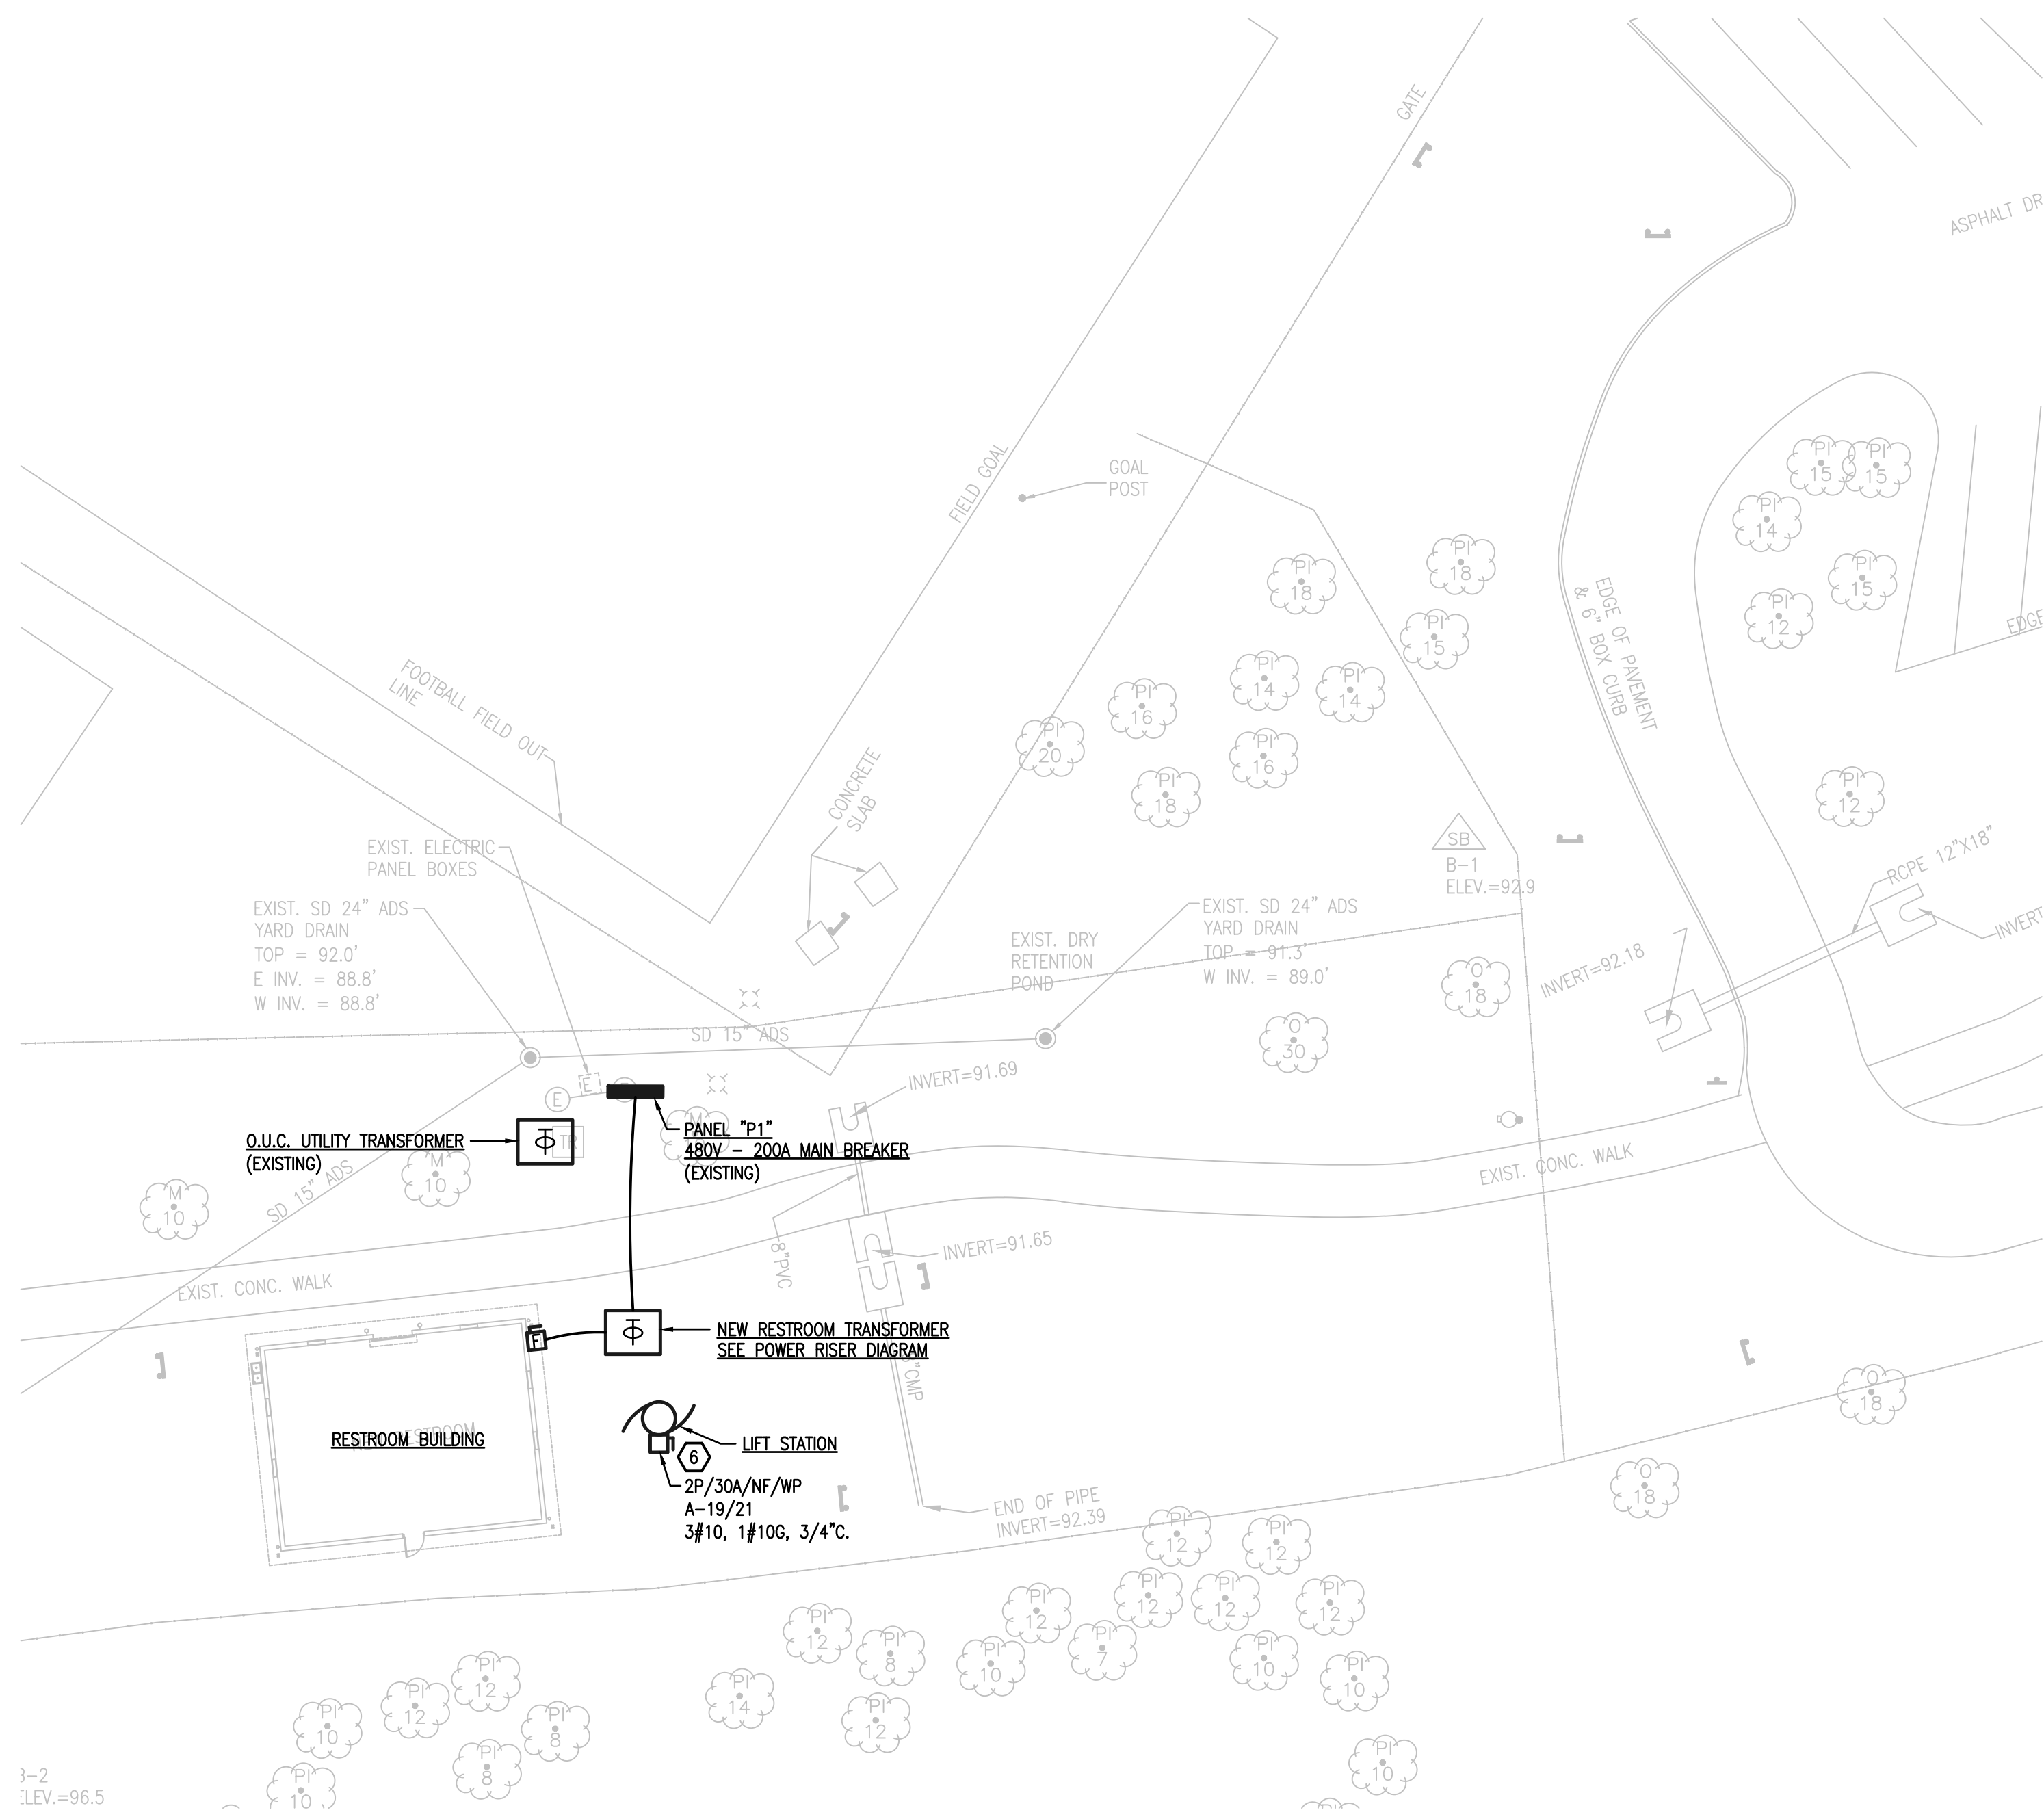 GATE
ASPHALT
FIELD GOAL
GOAL
POST
PI
15
PI
15
PI
14
PI
15
PI
12
PI
18
PI
18
PI
15
EDGE OF PAVEMENT
& 6" BOX CURB
EDGE
FOOTBALL FIELD OUT
LINE
PI
14
PI
14
PI
16
PI
20
PI
16
PI
18
PI
12
CONCRETE
SLAB
SB
B-1
ELEV.=92.9
RCPE 12"X18"
EXIST. ELECTRIC
PANEL BOXES
EXIST. SD 24" ADS
YARD DRAIN
TOP = 92.0'
E INV. = 88.8'
W INV. = 88.8'
EXIST. DRY
RETENTION
POND
EXIST. SD 24" ADS
YARD DRAIN
TOP = 91.3'
W INV. = 89.0'
INVERT
INVERT=92.18
O
18
O
30
SD 15" ADS
INVERT=91.69
E
E
TR
O.U.C. UTILITY TRANSFORMER
(EXISTING)
M
PANEL "P1"
480V - 200A MAIN BREAKER
(EXISTING)
M
10
M
10
SD 15" ADS
EXIST. CONC. WALK
8"PVC
INVERT=91.65
EXIST. CONC. WALK
NEW RESTROOM TRANSFORMER
SEE POWER RISER DIAGRAM
"CMP
RESTROOM BUILDING
LIFT STATION
6
2P/30A/NF/WP
A-19/21
3#10, 1#10G, 3/4"C.
END OF PIPE
INVERT=92.39
O
18
O
18
PI
12
PI
12
PI
12
PI
12
PI
12
PI
12
PI
7
PI
10
PI
10
PI
10
PI
12
PI
8
PI
12
PI
14
PI
12
PI
12
PI
10
PI
8
PI
8
PI
10
PI
10
PI
-2
ELEV.=96.5